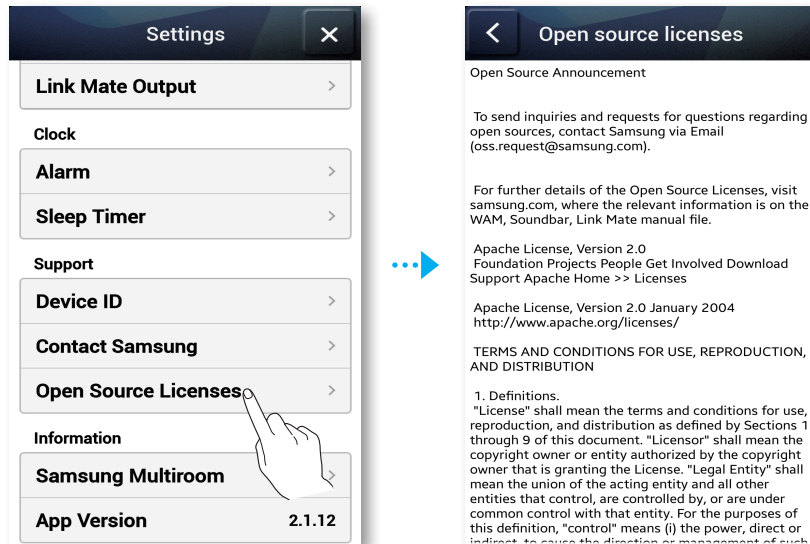 Settings
Link Mate Output
Clock
Alarm
Sleep Timer
Support
Device ID
Contact Samsung
Open Source Licenses
Information
Samsung Multiroom
App Version 2.1.12
Open source licenses
Open Source Announcement
To send inquiries and requests for questions regarding
open sources, contact Samsung via Email
(oss.request@samsung.com).
For further details of the Open Source Licenses, visit
samsung.com, where the relevant information is on the
WAM, Soundbar, Link Mate manual file.
Apache License, Version 2.0
Foundation Projects People Get Involved Download
Support Apache Home >> Licenses
Apache License, Version 2.0 January 2004
http://www.apache.org/licenses/
TERMS AND CONDITIONS FOR USE, REPRODUCTION,
AND DISTRIBUTION
1. Definitions.
"License" shall mean the terms and conditions for use,
reproduction, and distribution as defined by Sections 1
through 9 of this document. "Licensor" shall mean the
copyright owner or entity authorized by the copyright
owner that is granting the License. "Legal Entity" shall
mean the union of the acting entity and all other
entities that control, are controlled by, or are under
common control with that entity. For the purposes of
this definition, "control" means (i) the power, direct or
indirect, to cause the direction or management of such